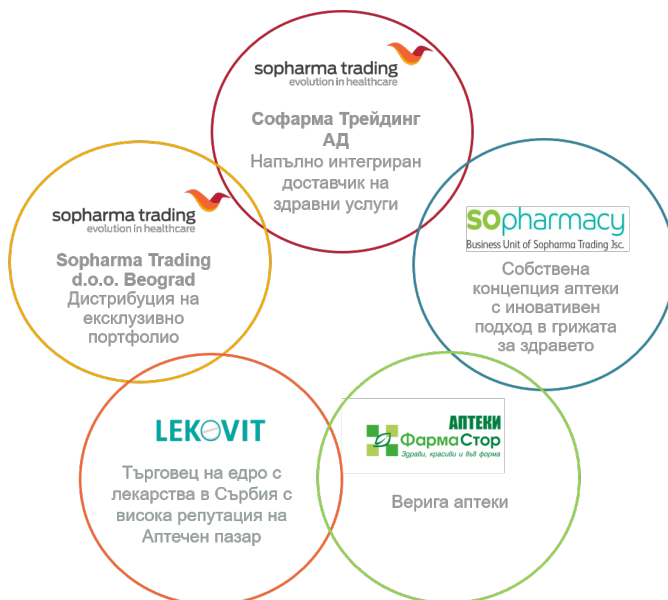 sopharma trading
evolution in healthcare
Софарма Трейдинг
АД
Напълно интегриран
доставчик на
здравни услуги
sopharma trading
evolution in healthcare
Sopharma Trading
d.o.o. Beograd
Дистрибуция на
ексклузивно
портфолио
SOpharmacy
Business Unit of Sopharma Trading Jsc.
Собствена
концепция аптеки
с иновативен
подход в грижата
за здравето
LEKOVIT
Търговец на едро с
лекарства в Сърбия с
висока репутация на
Аптечен пазар
АПТЕКИ
ФармаСтор
Здрави, красиви и във форма
Верига аптеки